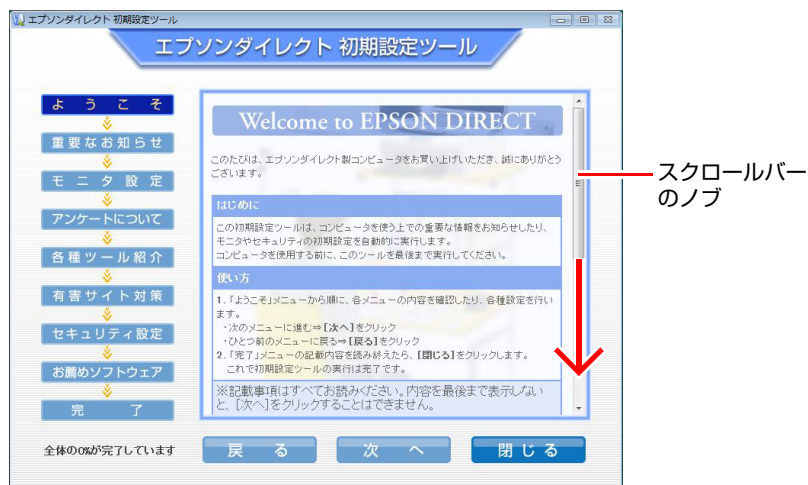 エプソンダイレクト 初期設定ツール
エプソンダイレクト 初期設定ツール
ようこそ
重要なお知らせ
モニタ設定
アンケートについて
各種ツール紹介
有害サイト対策
セキュリティ設定
お薦めソフトウェア
完了
全体の0%が完了しています
Welcome to EPSON DIRECT
このたびは、エプソンダイレクト製コンピュータをお買い上げいただき、誠にありがとう
ございます。
はじめに
この初期設定ツールは、コンピュータを使う上での重要な情報をお知らせしたり、
モニタやセキュリティの初期設定を自動的に実行します。
コンピュータを使用する前に、このツールを最後まで実行してください。
使い方
1.「ようこそ」メニューから順に、各メニューの内容を確認したり、各種設定を行い
ます。
・次のメニューに進む⇒【次へ】をクリック
・ひとつ前のメニューに戻る⇒【戻る】をクリック
2.「完了」メニューの記載内容を読み終えたら、【閉じる】をクリックします。
これで初期設定ツールの実行は完了です。
※記載事項はすべてお読みください。内容を最後まで表示しない
と、[次へ]をクリックすることはできません。
戻る
次へ
閉じる
スクロールバー
のノブ